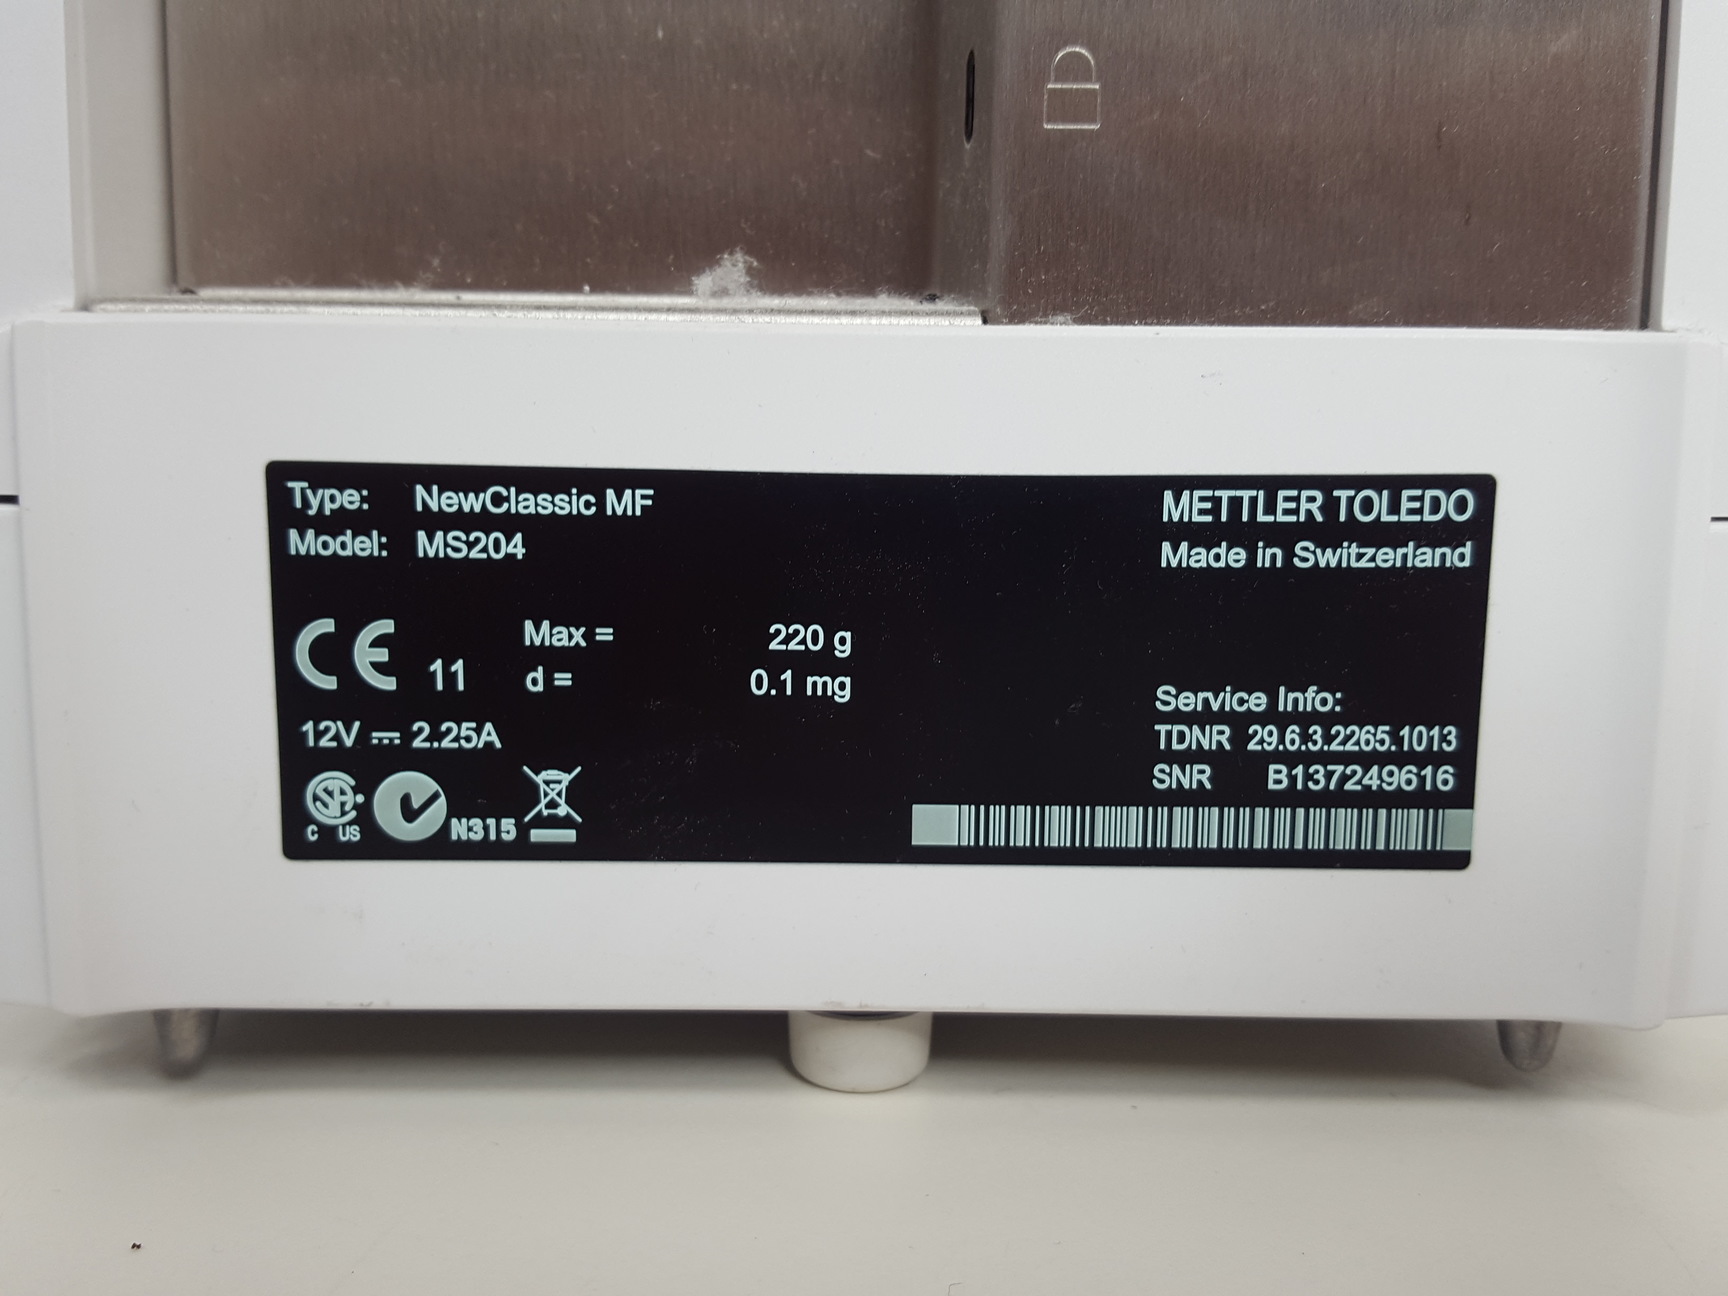 Type: NewClassic MF
Model: MS204
METTLER TOLEDO
Made in Switzerland
CE 11
Max = 220 g
d = 0.1 mg
12V ⎓ 2.25A
Service Info:
TDNR 29.6.3.2265.1013
SNR B137249616
SA
C US
N315